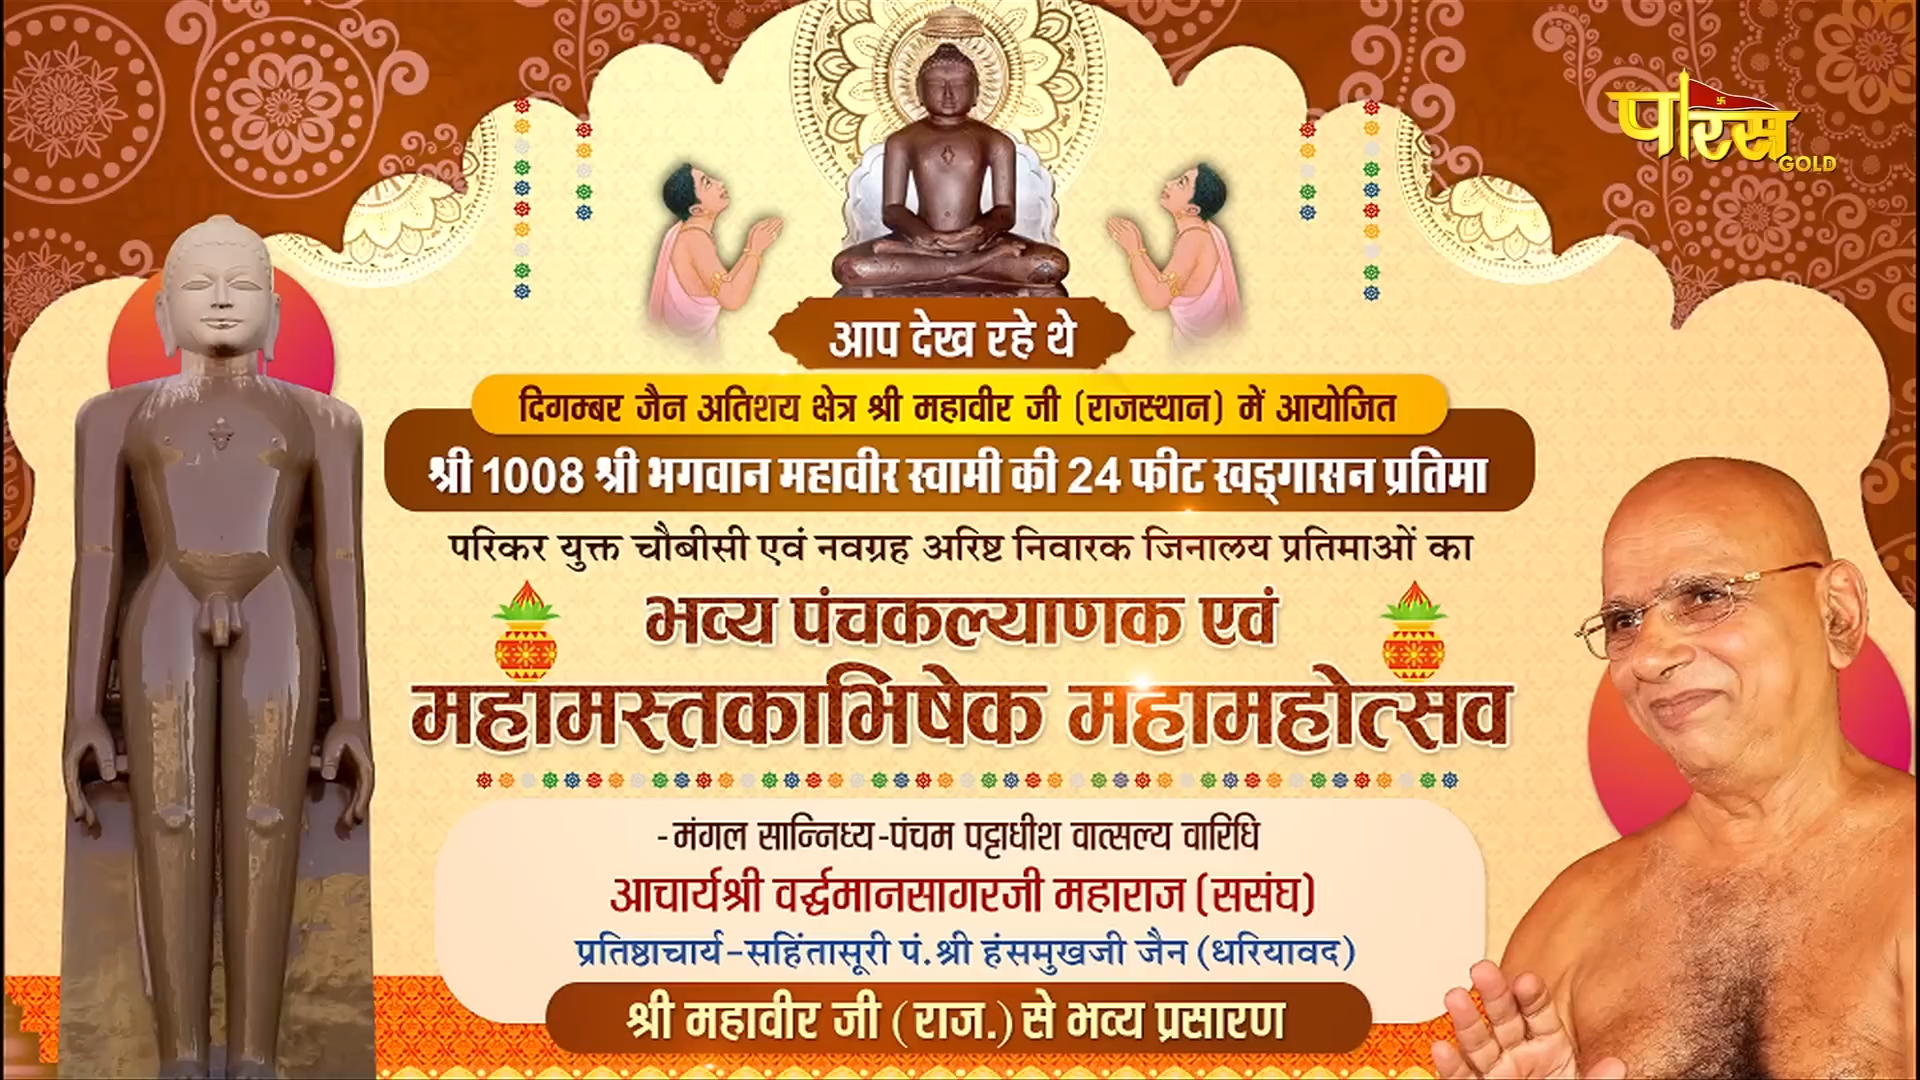 पारस
GOLD
आप देख रहे थे
दिगम्बर जैन अतिशय क्षेत्र श्री महावीर जी (राजस्थान) में आयोजित
श्री 1008 श्री भगवान महावीर स्वामी की 24 फीट खड्गासन प्रतिमा
परिकर युक्त चौबीसी एवं नवग्रह अरिष्ट निवारक जिनालय प्रतिमाओं का
भव्य पंचकल्याणक एवं
महामस्तकाभिषेक महामहोत्सव
-मंगल सान्निध्य-पंचम पट्टाधीश वात्सल्य वारिधि
आचार्यश्री वर्द्धमानसागरजी महाराज (ससंघ)
प्रतिष्ठाचार्य-सहिंतासूरी पं.श्री हंसमुखजी जैन (धरियावद)
श्री महावीर जी (राज.) से भव्य प्रसारण